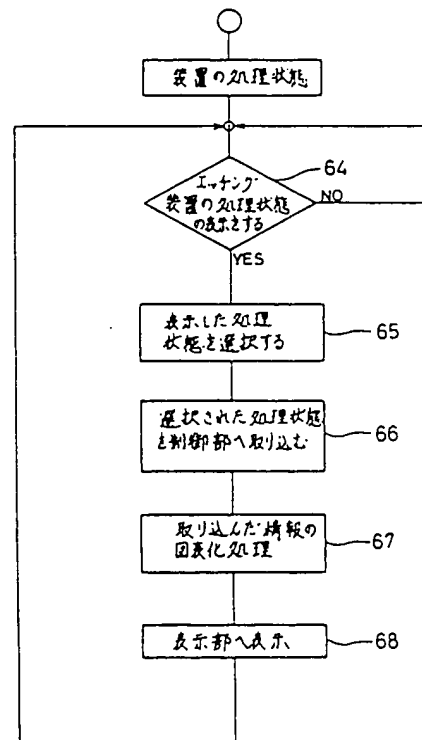 装置の処理状態
64
エッチング
装置の処理状態
の表示をする
NO
YES
表示した処理
状態を選択する
65
選択された処理状態
を制御部へ取り込む
66
取り込んだ情報の
図表化処理
67
表示部へ表示
68